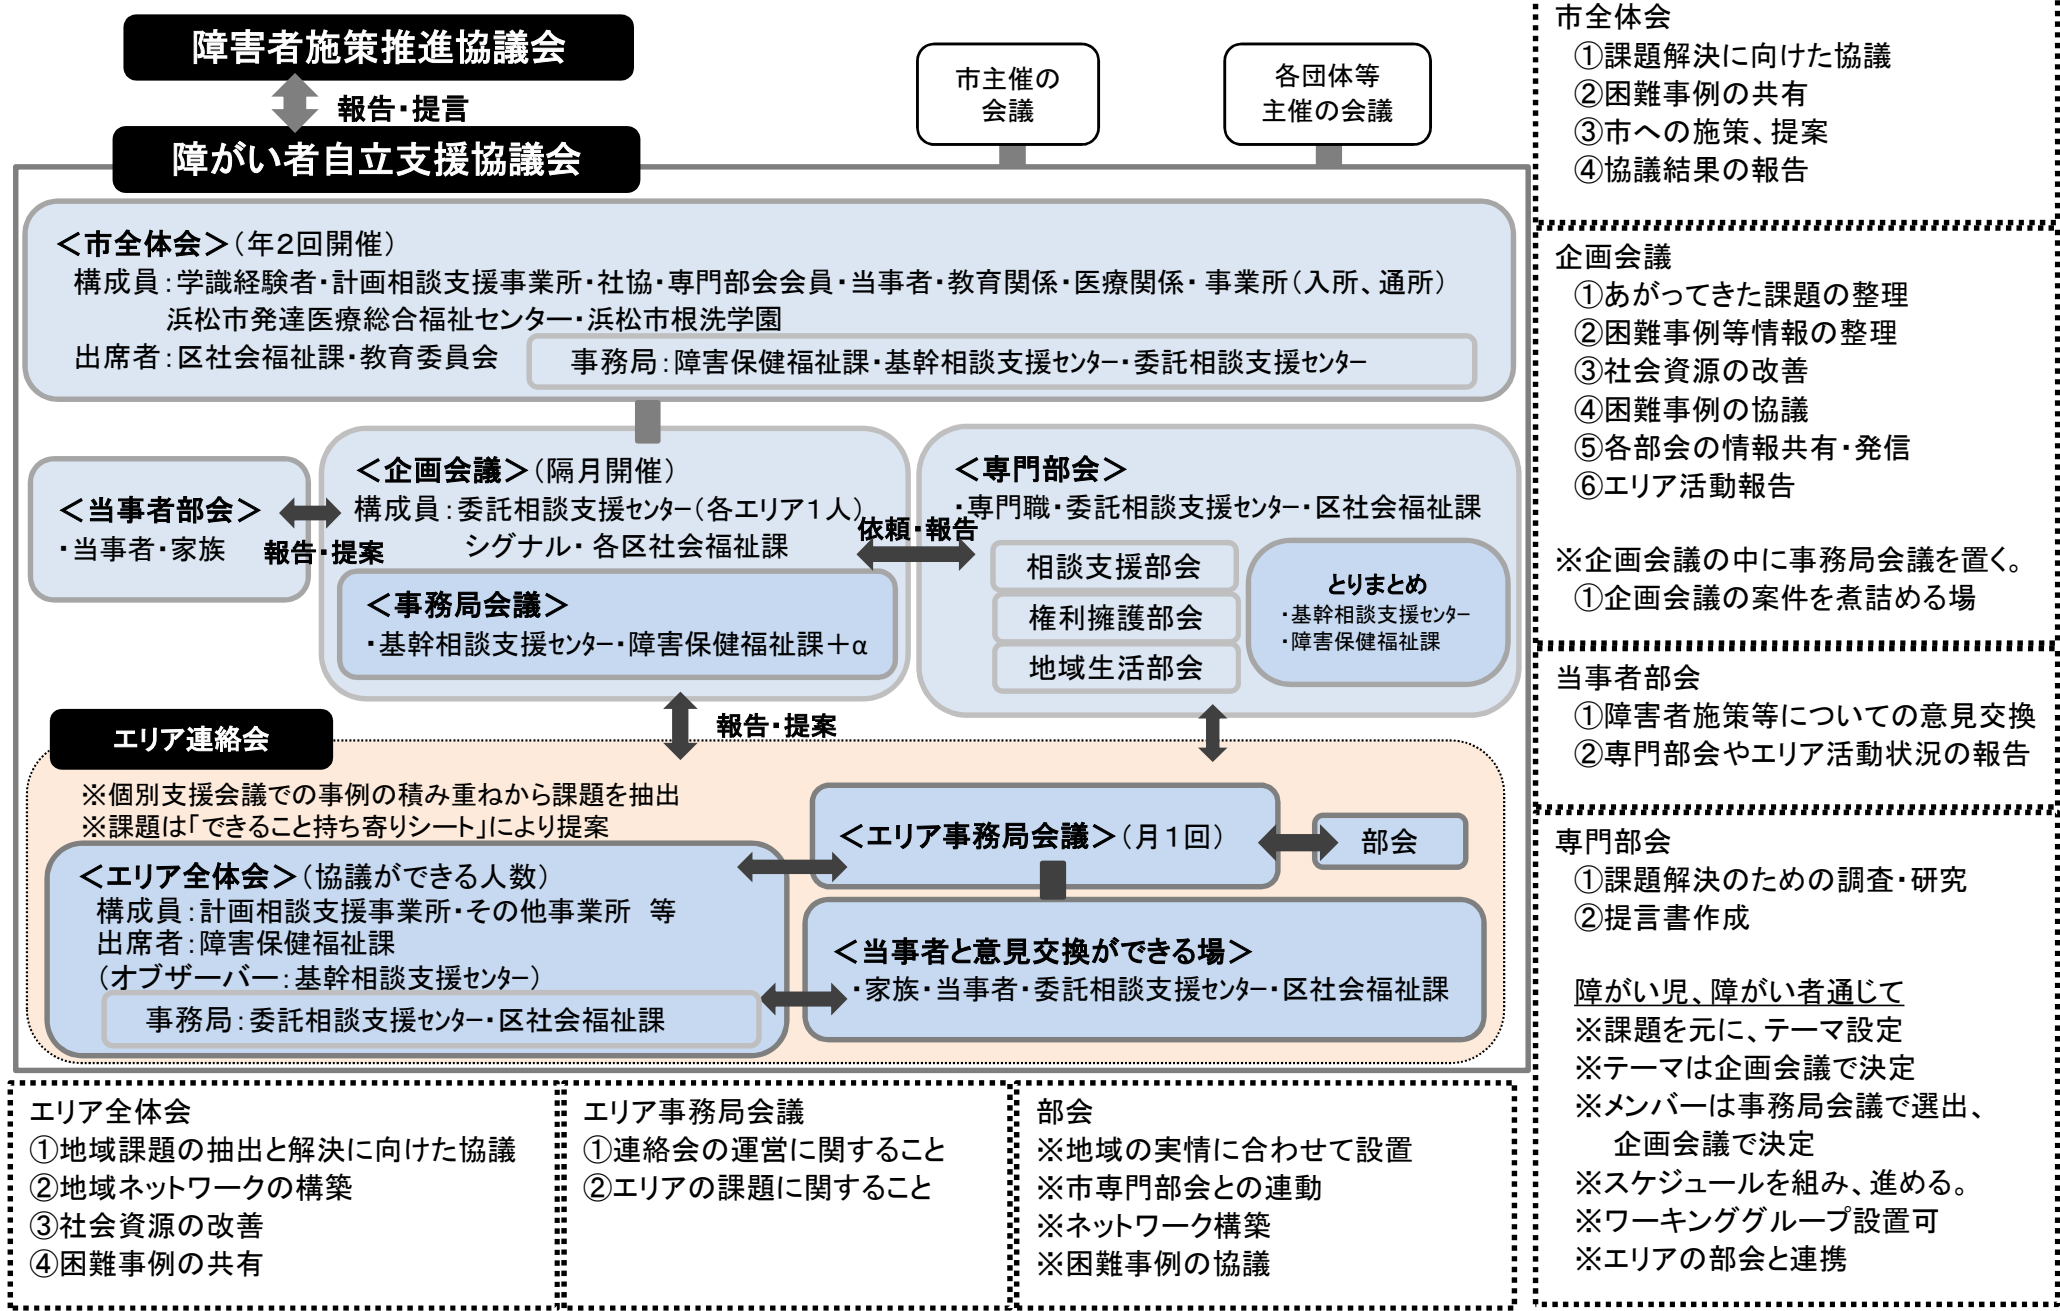 障害者施策推進協議会
報告・提言
障がい者自立支援協議会
市主催の
会議
各団体等
主催の会議
＜市全体会＞（年２回開催）
構成員：学識経験者・計画相談支援事業所・社協・専門部会会員・当事者・教育関係・医療関係・ 事業所（入所、通所）
浜松市発達医療総合福祉センター・浜松市根洗学園
出席者：区社会福祉課・教育委員会
事務局：障害保健福祉課・基幹相談支援センター・委託相談支援センター
＜当事者部会＞
・当事者・家族
報告・提案
＜企画会議＞（隔月開催）
構成員：委託相談支援センター（各エリア１人）
シグナル・ 各区社会福祉課
＜事務局会議＞
・基幹相談支援センター・障害保健福祉課＋α
依頼・報告
＜専門部会＞
・専門職・委託相談支援センター・区社会福祉課
相談支援部会
権利擁護部会
地域生活部会
とりまとめ
・基幹相談支援センター
・障害保健福祉課
報告・提案
エリア連絡会
※個別支援会議での事例の積み重ねから課題を抽出
※課題は「できること持ち寄りシート」により提案
＜エリア全体会＞（協議ができる人数）
構成員：計画相談支援事業所・その他事業所　等
出席者：障害保健福祉課
（オブザーバー：基幹相談支援センター）
事務局：委託相談支援センター・区社会福祉課
＜エリア事務局会議＞（月１回）
部会
＜当事者と意見交換ができる場＞
・家族・当事者・委託相談支援センター・区社会福祉課
エリア全体会
①地域課題の抽出と解決に向けた協議
②地域ネットワークの構築
③社会資源の改善
④困難事例の共有
エリア事務局会議
①連絡会の運営に関すること
②エリアの課題に関すること
部会
※地域の実情に合わせて設置
※市専門部会との連動
※ネットワーク構築
※困難事例の協議
市全体会
①課題解決に向けた協議
②困難事例の共有
③市への施策、提案
④協議結果の報告
企画会議
①あがってきた課題の整理
②困難事例等情報の整理
③社会資源の改善
④困難事例の協議
⑤各部会の情報共有・発信
⑥エリア活動報告
※企画会議の中に事務局会議を置く。
①企画会議の案件を煮詰める場
当事者部会
①障害者施策等についての意見交換
②専門部会やエリア活動状況の報告
専門部会
①課題解決のための調査・研究
②提言書作成
障がい児、障がい者通じて
※課題を元に、テーマ設定
※テーマは企画会議で決定
※メンバーは事務局会議で選出、
企画会議で決定
※スケジュールを組み、進める。
※ワーキンググループ設置可
※エリアの部会と連携